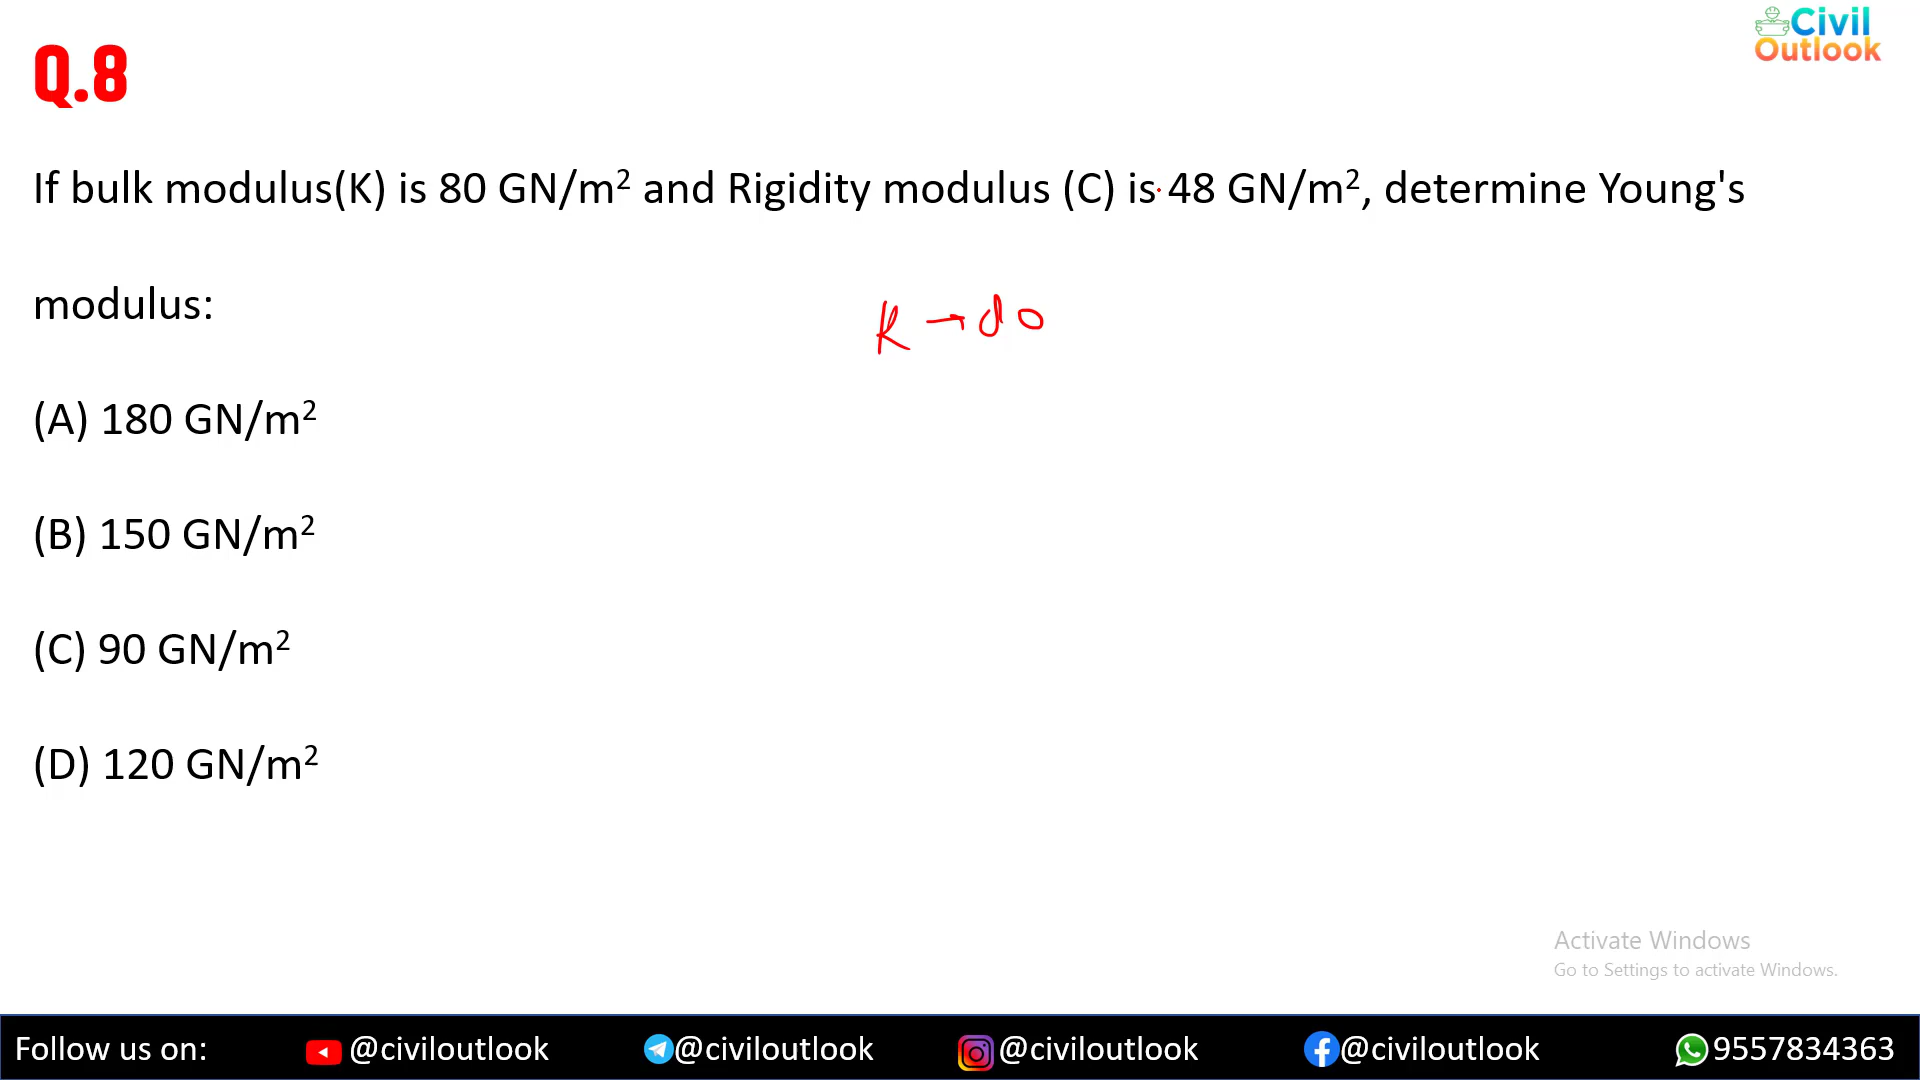 Civil
Outlook
Q.8
If bulk modulus(K) is 80 GN/m² and Rigidity modulus (C) is 48 GN/m², determine Young's
modulus:
K → 80
(A) 180 GN/m²
(B) 150 GN/m²
(C) 90 GN/m²
(D) 120 GN/m²
Activate Windows
Go to Settings to activate Windows.
Follow us on: @civiloutlook @civiloutlook @civiloutlook @civiloutlook 9557834363